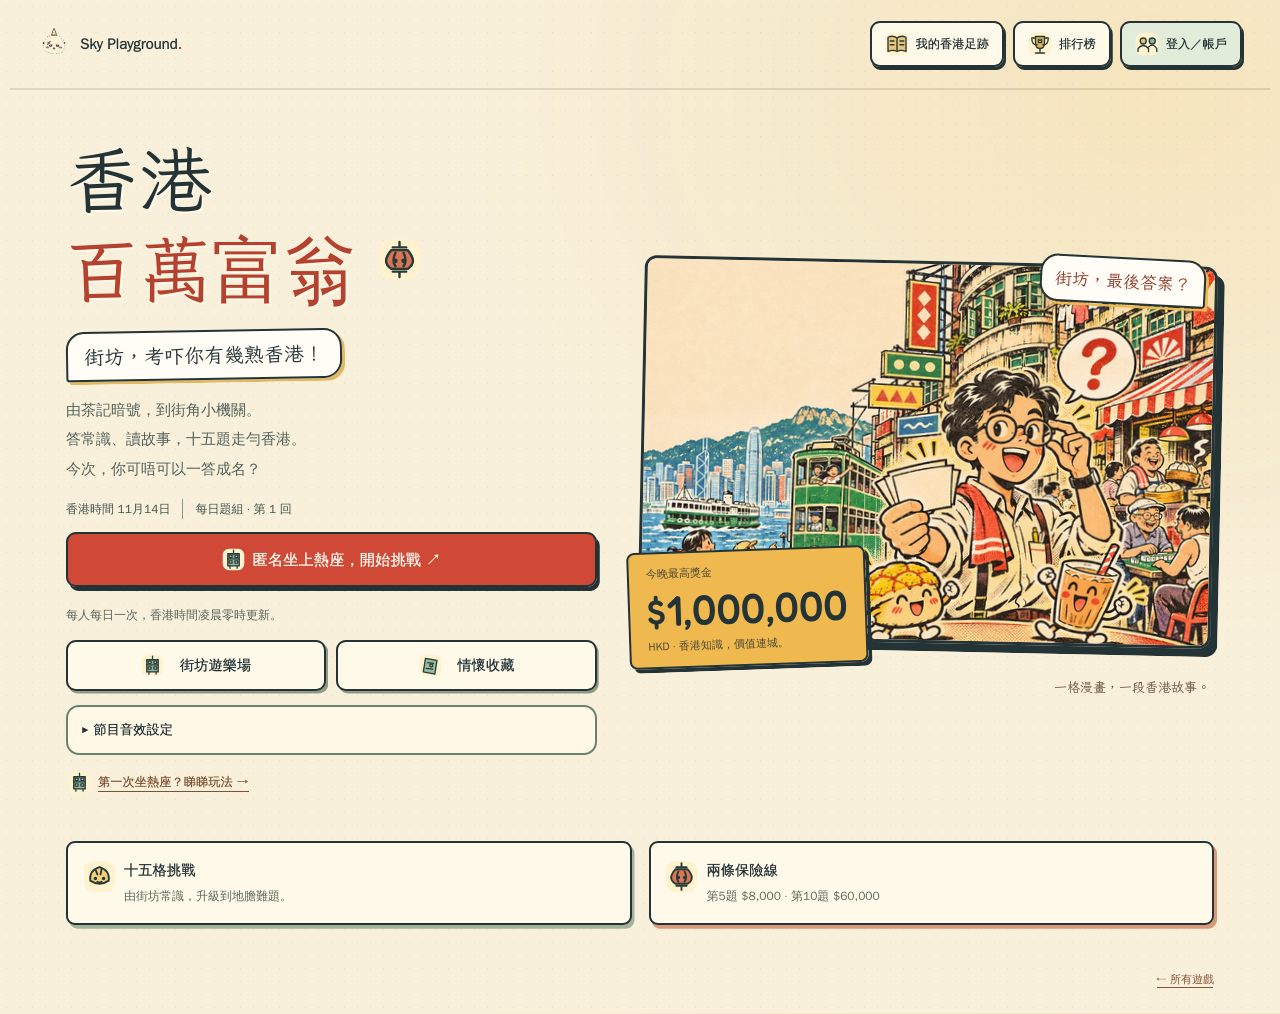 Sky Playground.
我的香港足跡
排行榜
登入／帳戶
香港
百萬富翁
街坊，考吓你有幾熟香港！
由茶記暗號，到街角小機關。
答常識、讀故事，十五題走勻香港。
今次，你可唔可以一答成名？
香港時間 11月14日
每日題組 · 第 1 回
匿名坐上熱座，開始挑戰 ↗
每人每日一次，香港時間凌晨零時更新。
街坊遊樂場
情懷收藏
▸ 節目音效設定
第一次坐熱座？睇睇玩法 →
街坊，最後答案？
?
今晚最高獎金
$1,000,000
HKD · 香港知識，價值連城。
一格漫畫，一段香港故事。
十五格挑戰
由街坊常識，升級到地膽難題。
兩條保險線
第5題 $8,000 · 第10題 $60,000
← 所有遊戲